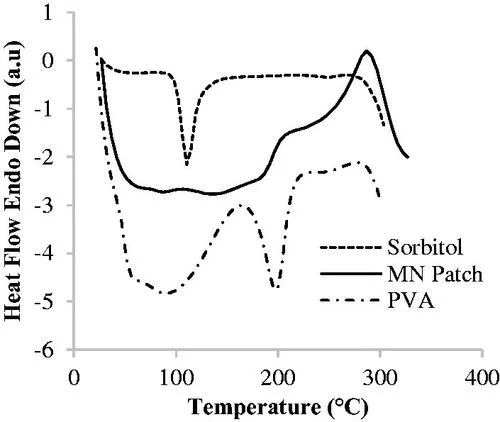 Heat Flow Endo Down (a.u)
1
0
-1
-2
-3
-4
-5
-6
Sorbitol
MN Patch
PVA
0 100 200 300 400
Temperature (°C)